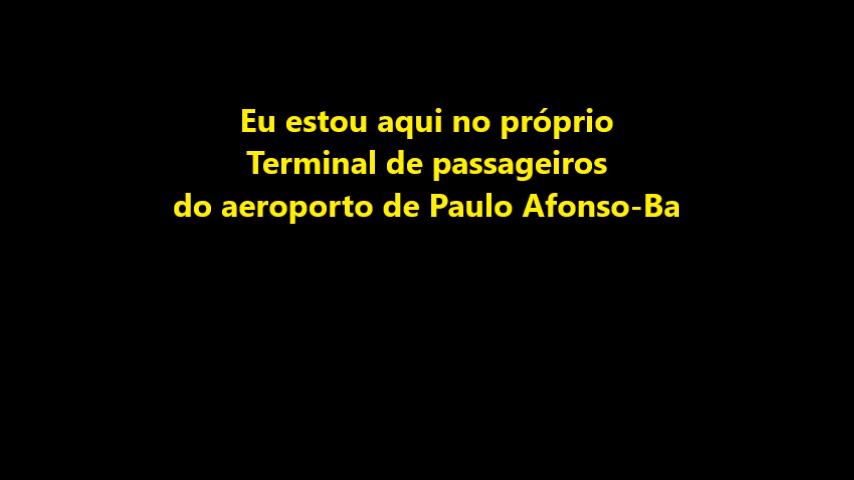 Eu estou aqui no próprio
Terminal de passageiros
do aeroporto de Paulo Afonso-Ba